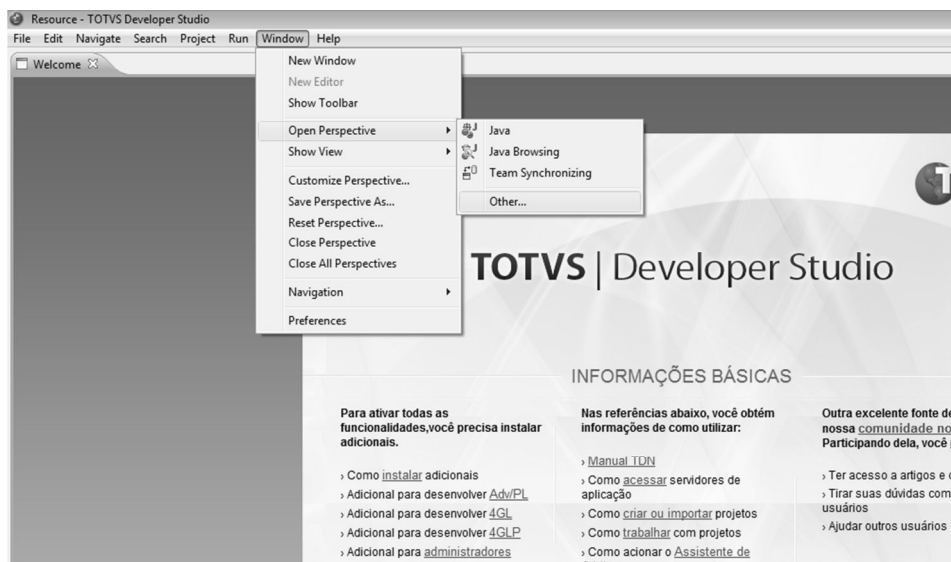 Resource - TOTVS Developer Studio
File Edit Navigate Search Project Run Window Help
Welcome
New Window
New Editor
Show Toolbar
Open Perspective
Show View
Customize Perspective...
Save Perspective As...
Reset Perspective...
Close Perspective
Close All Perspectives
Navigation
Preferences
Java
Java Browsing
Team Synchronizing
Other...
TOTVS | Developer Studio
INFORMAÇÕES BÁSICAS
Para ativar todas as
funcionalidades,você precisa instalar
adicionais.
› Como instalar adicionais
› Adicional para desenvolver Adv/PL
› Adicional para desenvolver 4GL
› Adicional para desenvolver 4GLP
› Adicional para administradores
Nas referências abaixo, você obtém
informações de como utilizar:
› Manual TDN
› Como acessar servidores de
aplicação
› Como criar ou importar projetos
› Como trabalhar com projetos
› Como acionar o Assistente de
Outra excelente fonte de
nossa comunidade no
Participando dela, você
› Ter acesso a artigos e
› Tirar suas dúvidas com
usuários
› Ajudar outros usuários